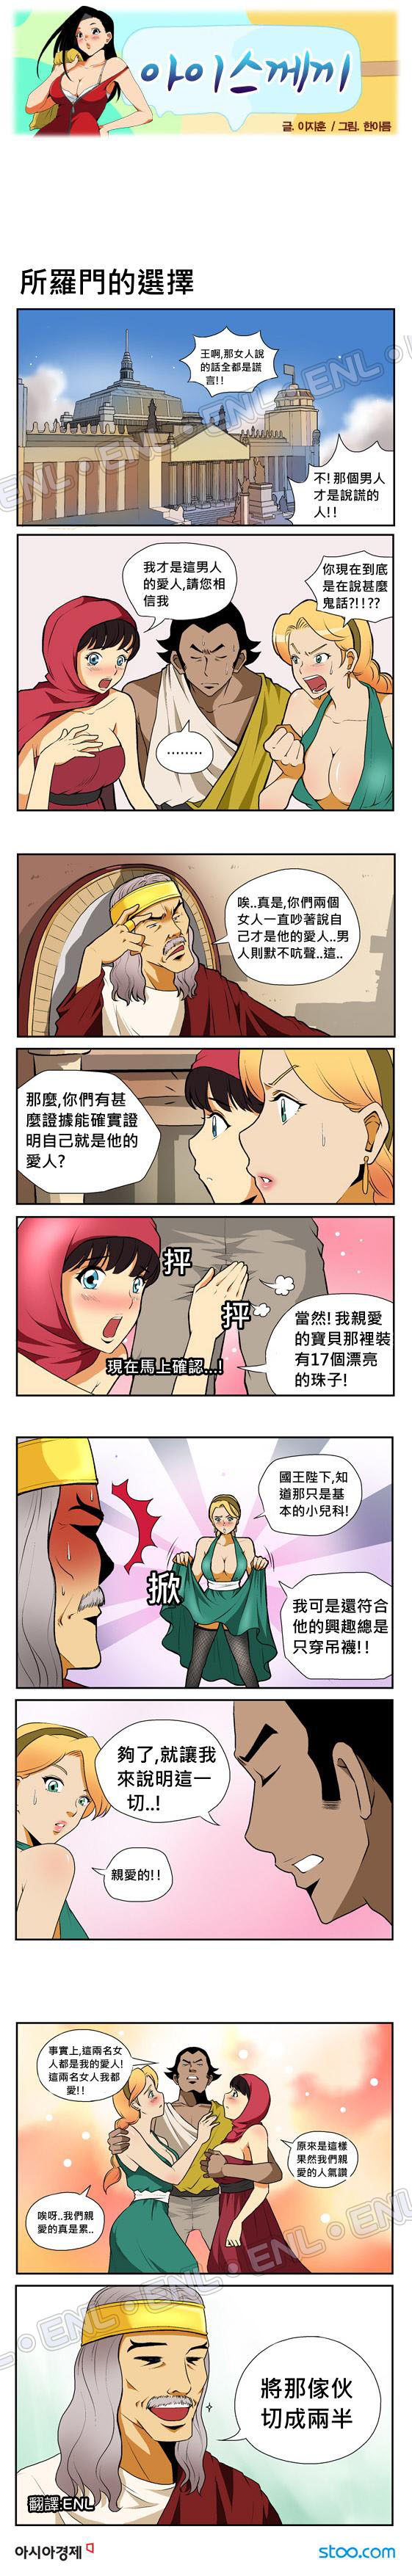 아이스께끼
글. 이지훈 / 그림. 한아름
所羅門的選擇
王啊,那女人說
的話全都是謊
言!!
不! 那個男人
才是說謊的
人!!
我才是這男人
的愛人,請您相
信我
你現在到底
是在說甚麼
鬼話?!!??
........
唉..真是,你們兩個
女人一直吵著說自
己才是他的愛人..男
人則默不吭聲..這..
那麼,你們有甚
麼證據能確實證
明自己就是他的
愛人?
抨
抨
現在馬上確認...!
當然! 我親愛
的寶貝那裡裝
有17個漂亮
的珠子!
國王陛下,知
道那只是基
本的小兒科!
掀
我可是還符合
他的興趣總是
只穿吊襪!!
夠了,就讓我
來說明這一
切..!
親愛的!!
事實上,這兩名女
人都是我的愛人!
這兩名女人我都
愛!!
原來是這樣
果然我們親
愛的人氣讚
唉呀..我們親
愛的真是累..
將那傢伙
切成兩半
翻譯:ENL
아시아경제
stoo.com
ENL
ENL
ENL
ENL
ENL
ENL
ENL